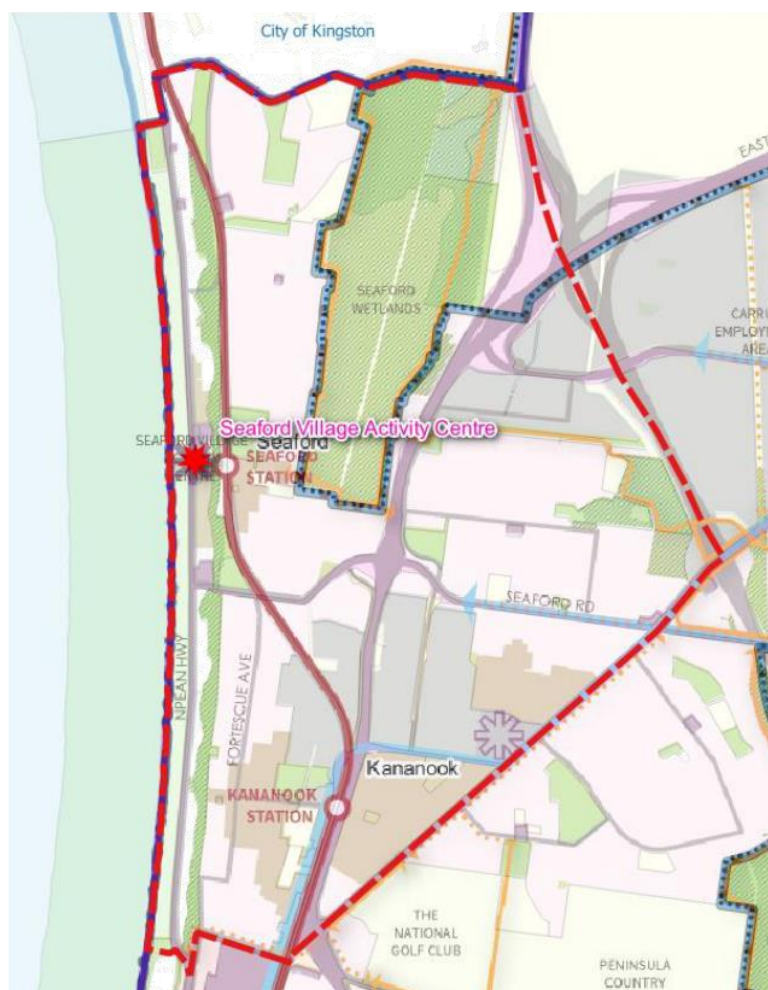 City of Kingston
EAST
SEAFORD
WETLANDS
CARRU
EMPLOY
AREA
Seaford Village Activity Centre
SEAFORD VILLAGE
Seaford
SEAFORD
STATION
SEAFORD RD
NPEAN HWY
FORTESCUE AVE
Kananook
KANANOOK
STATION
THE
NATIONAL
GOLF CLUB
PENINSULA
COUNTRY